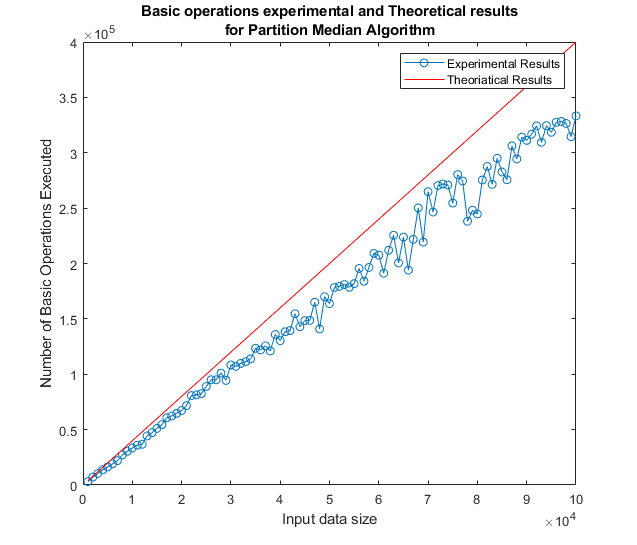 Basic operations experimental and Theoretical results
for Partition Median Algorithm
×10^5
Experimental Results
Theoriatical Results
4
3.5
3
2.5
2
1.5
1
0.5
0
Number of Basic Operations Executed
0 1 2 3 4 5 6 7 8 9 10
Input data size
×10^4